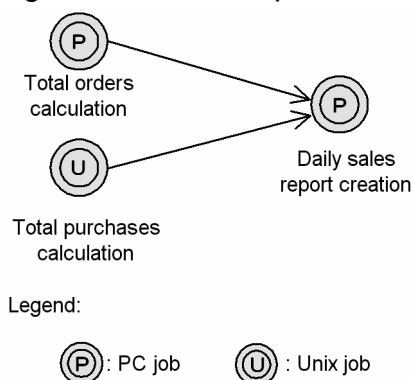 P
Total orders
calculation
P
Daily sales
report creation
U
Total purchases
calculation
Legend:
P : PC job
U : Unix job